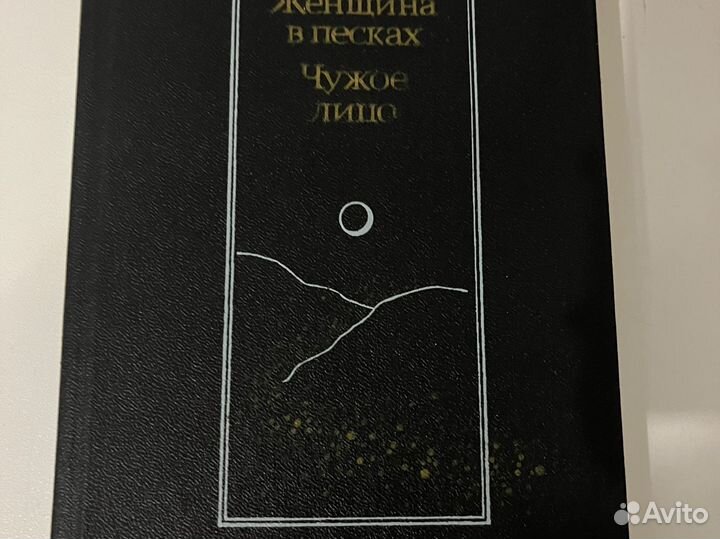 Женщина
в песках
Чужое
лицо
Avito